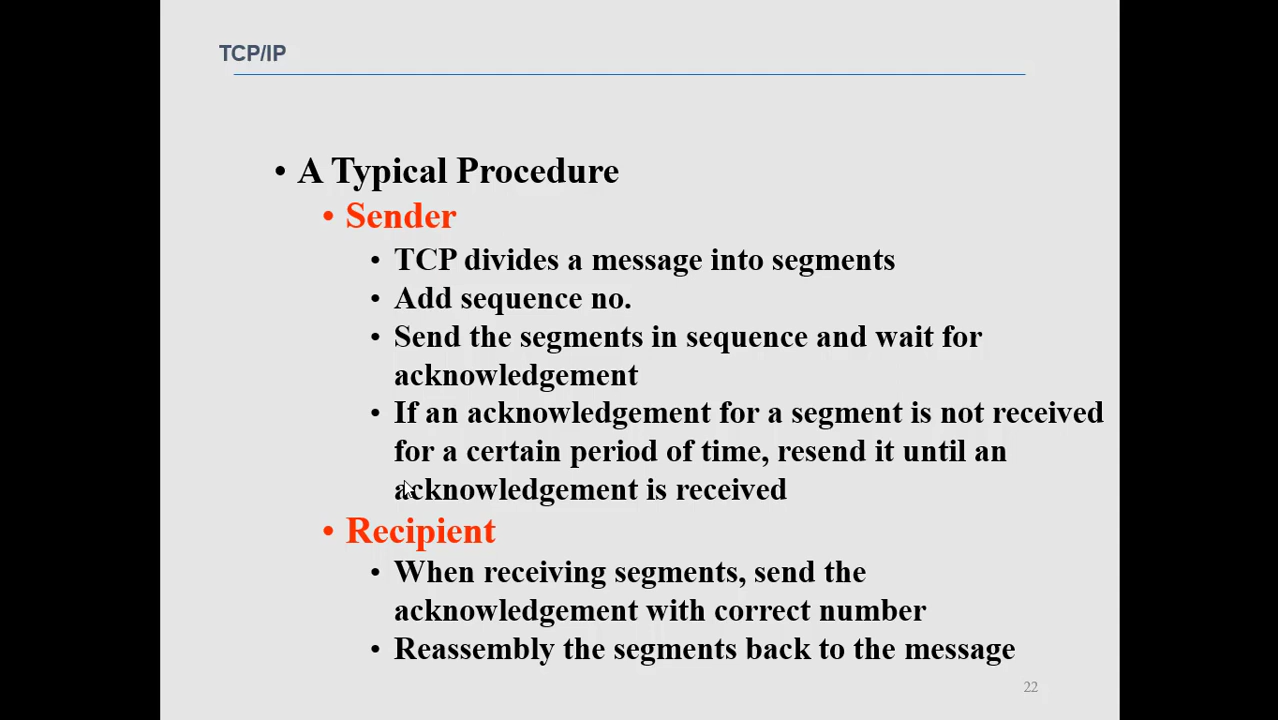 TCP/IP
• A Typical Procedure
• Sender
• TCP divides a message into segments
• Add sequence no.
• Send the segments in sequence and wait for
acknowledgement
• If an acknowledgement for a segment is not received
for a certain period of time, resend it until an
acknowledgement is received
• Recipient
• When receiving segments, send the
acknowledgement with correct number
• Reassembly the segments back to the message
22